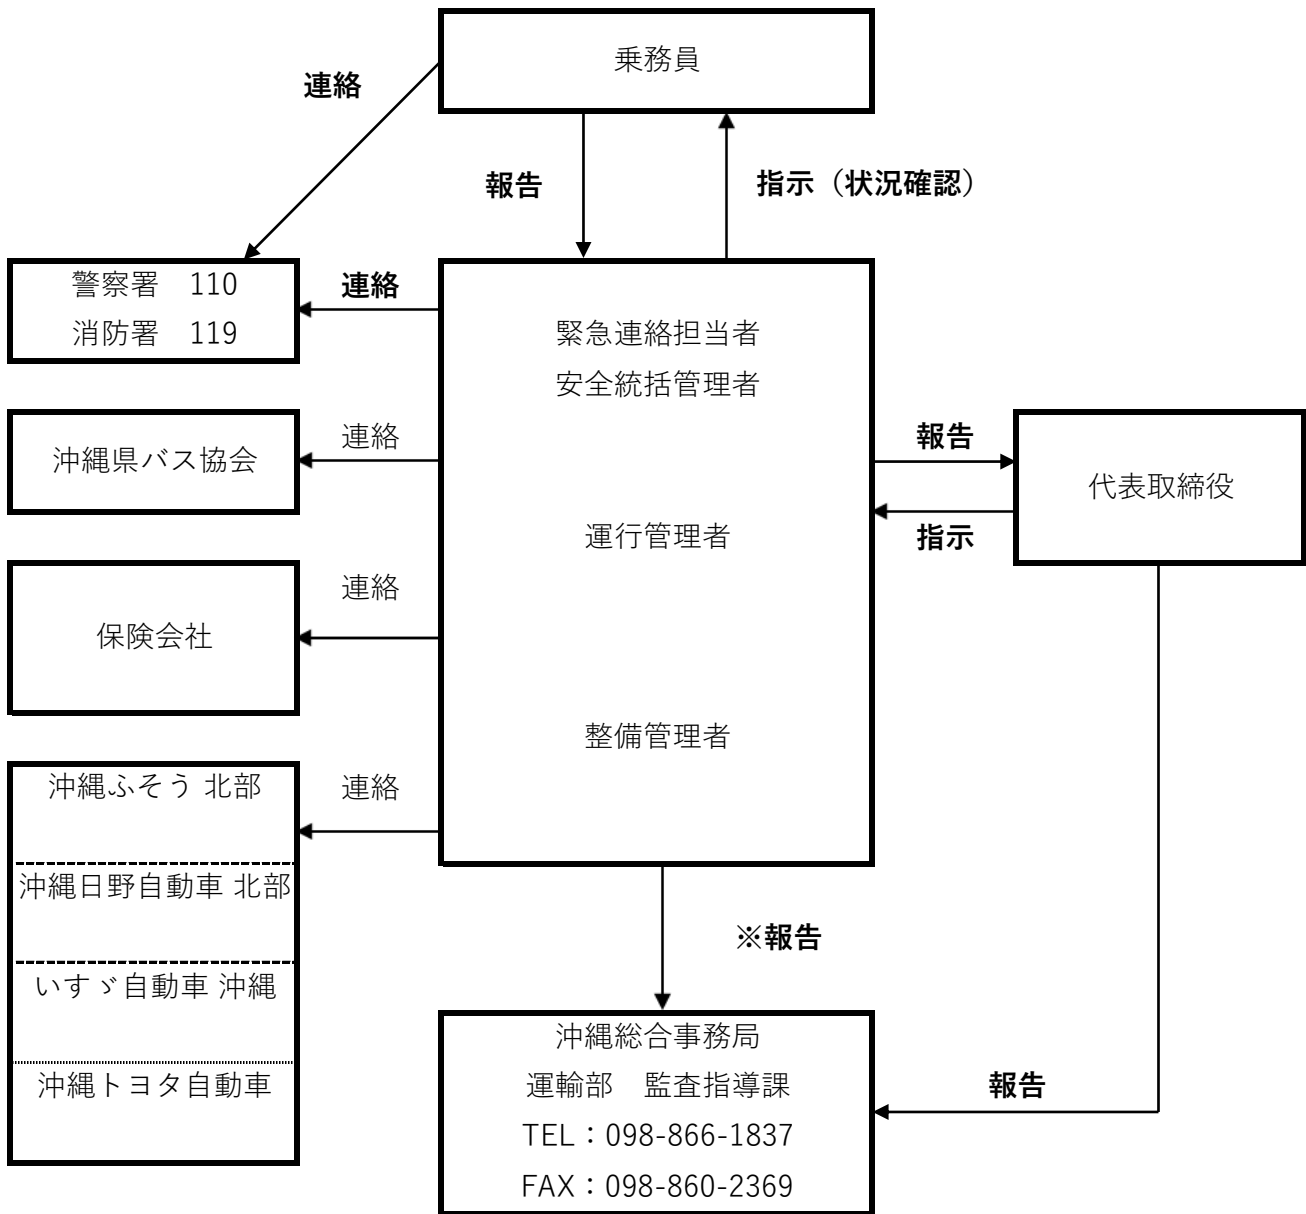 乗務員
連絡
報告
指示（状況確認）
警察署　110
消防署　119
連絡
緊急連絡担当者
安全統括管理者
沖縄県バス協会
連絡
報告
代表取締役
運行管理者
指示
保険会社
連絡
整備管理者
沖縄ふそう 北部
連絡
沖縄日野自動車 北部
※報告
いすゞ自動車 沖縄
沖縄トヨタ自動車
沖縄総合事務局
運輸部　監査指導課
TEL：098-866-1837
FAX：098-860-2369
報告